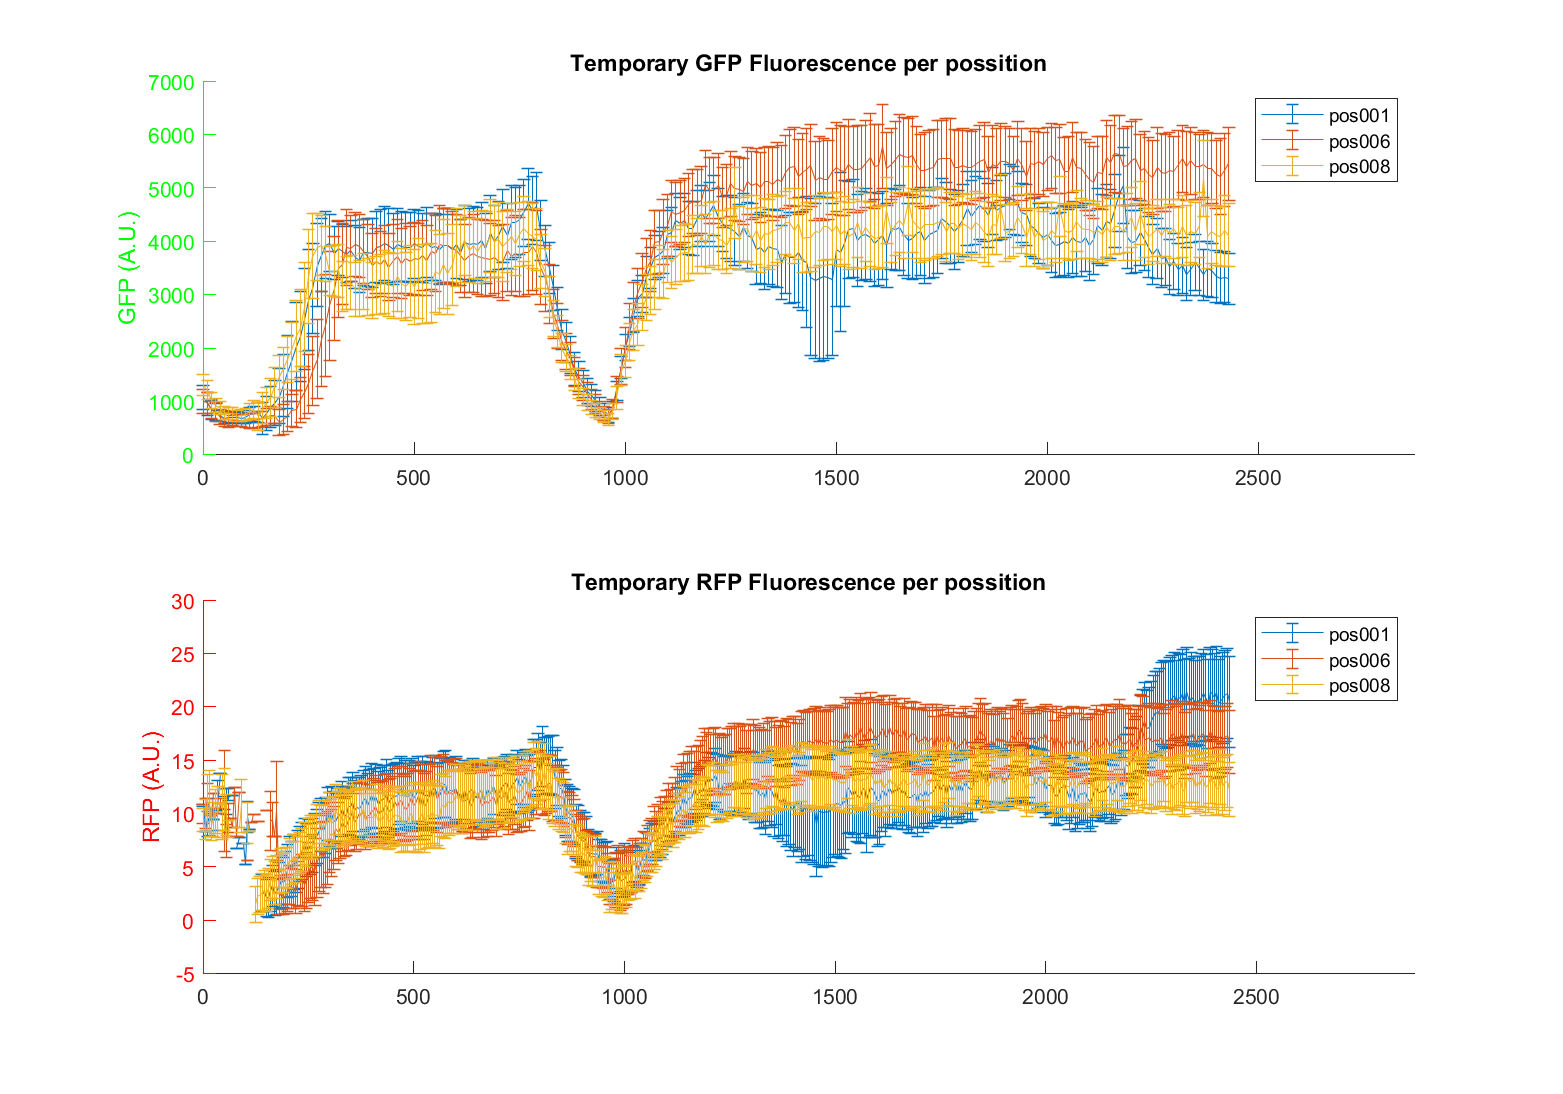 Temporary GFP Fluorescence per possition
GFP (A.U.)
7000
6000
5000
4000
3000
2000
1000
0
0 500 1000 1500 2000 2500
pos001
pos006
pos008
Temporary RFP Fluorescence per possition
RFP (A.U.)
30
25
20
15
10
5
0
-5
0 500 1000 1500 2000 2500
pos001
pos006
pos008